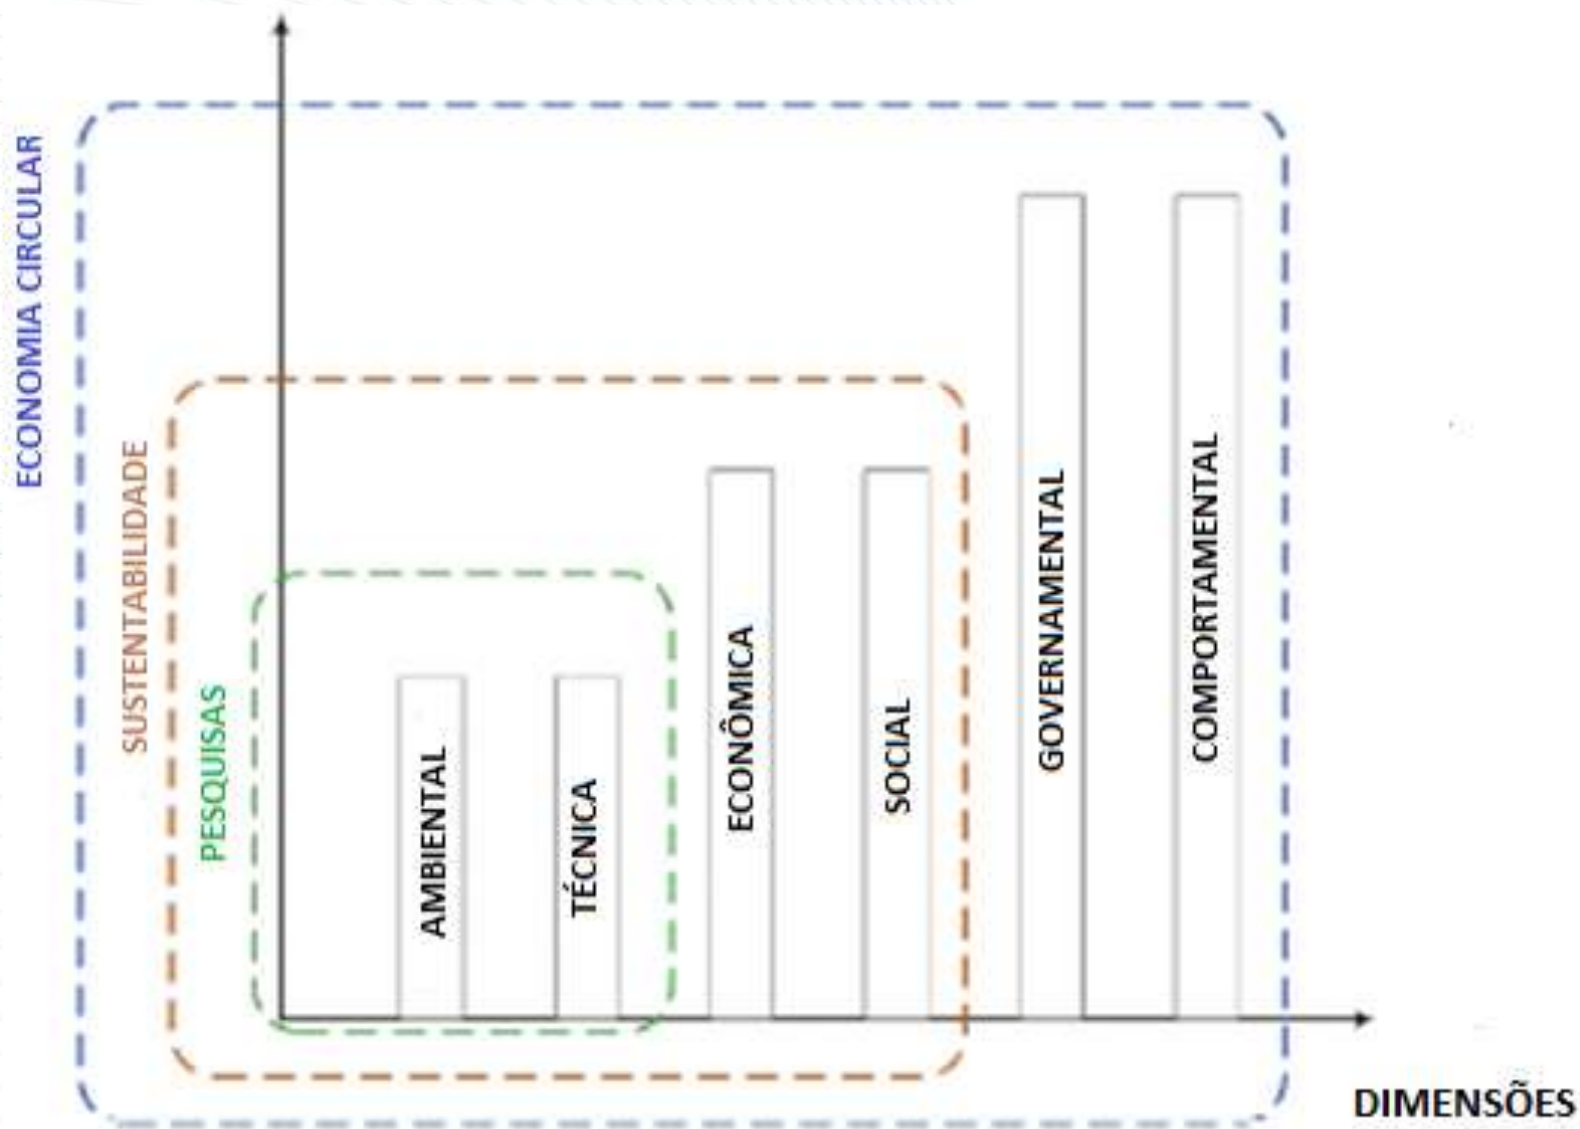 ECONOMIA CIRCULAR
SUSTENTABILIDADE
PESQUISAS
AMBIENTAL
TÉCNICA
ECONÔMICA
SOCIAL
GOVERNAMENTAL
COMPORTAMENTAL
DIMENSÕES